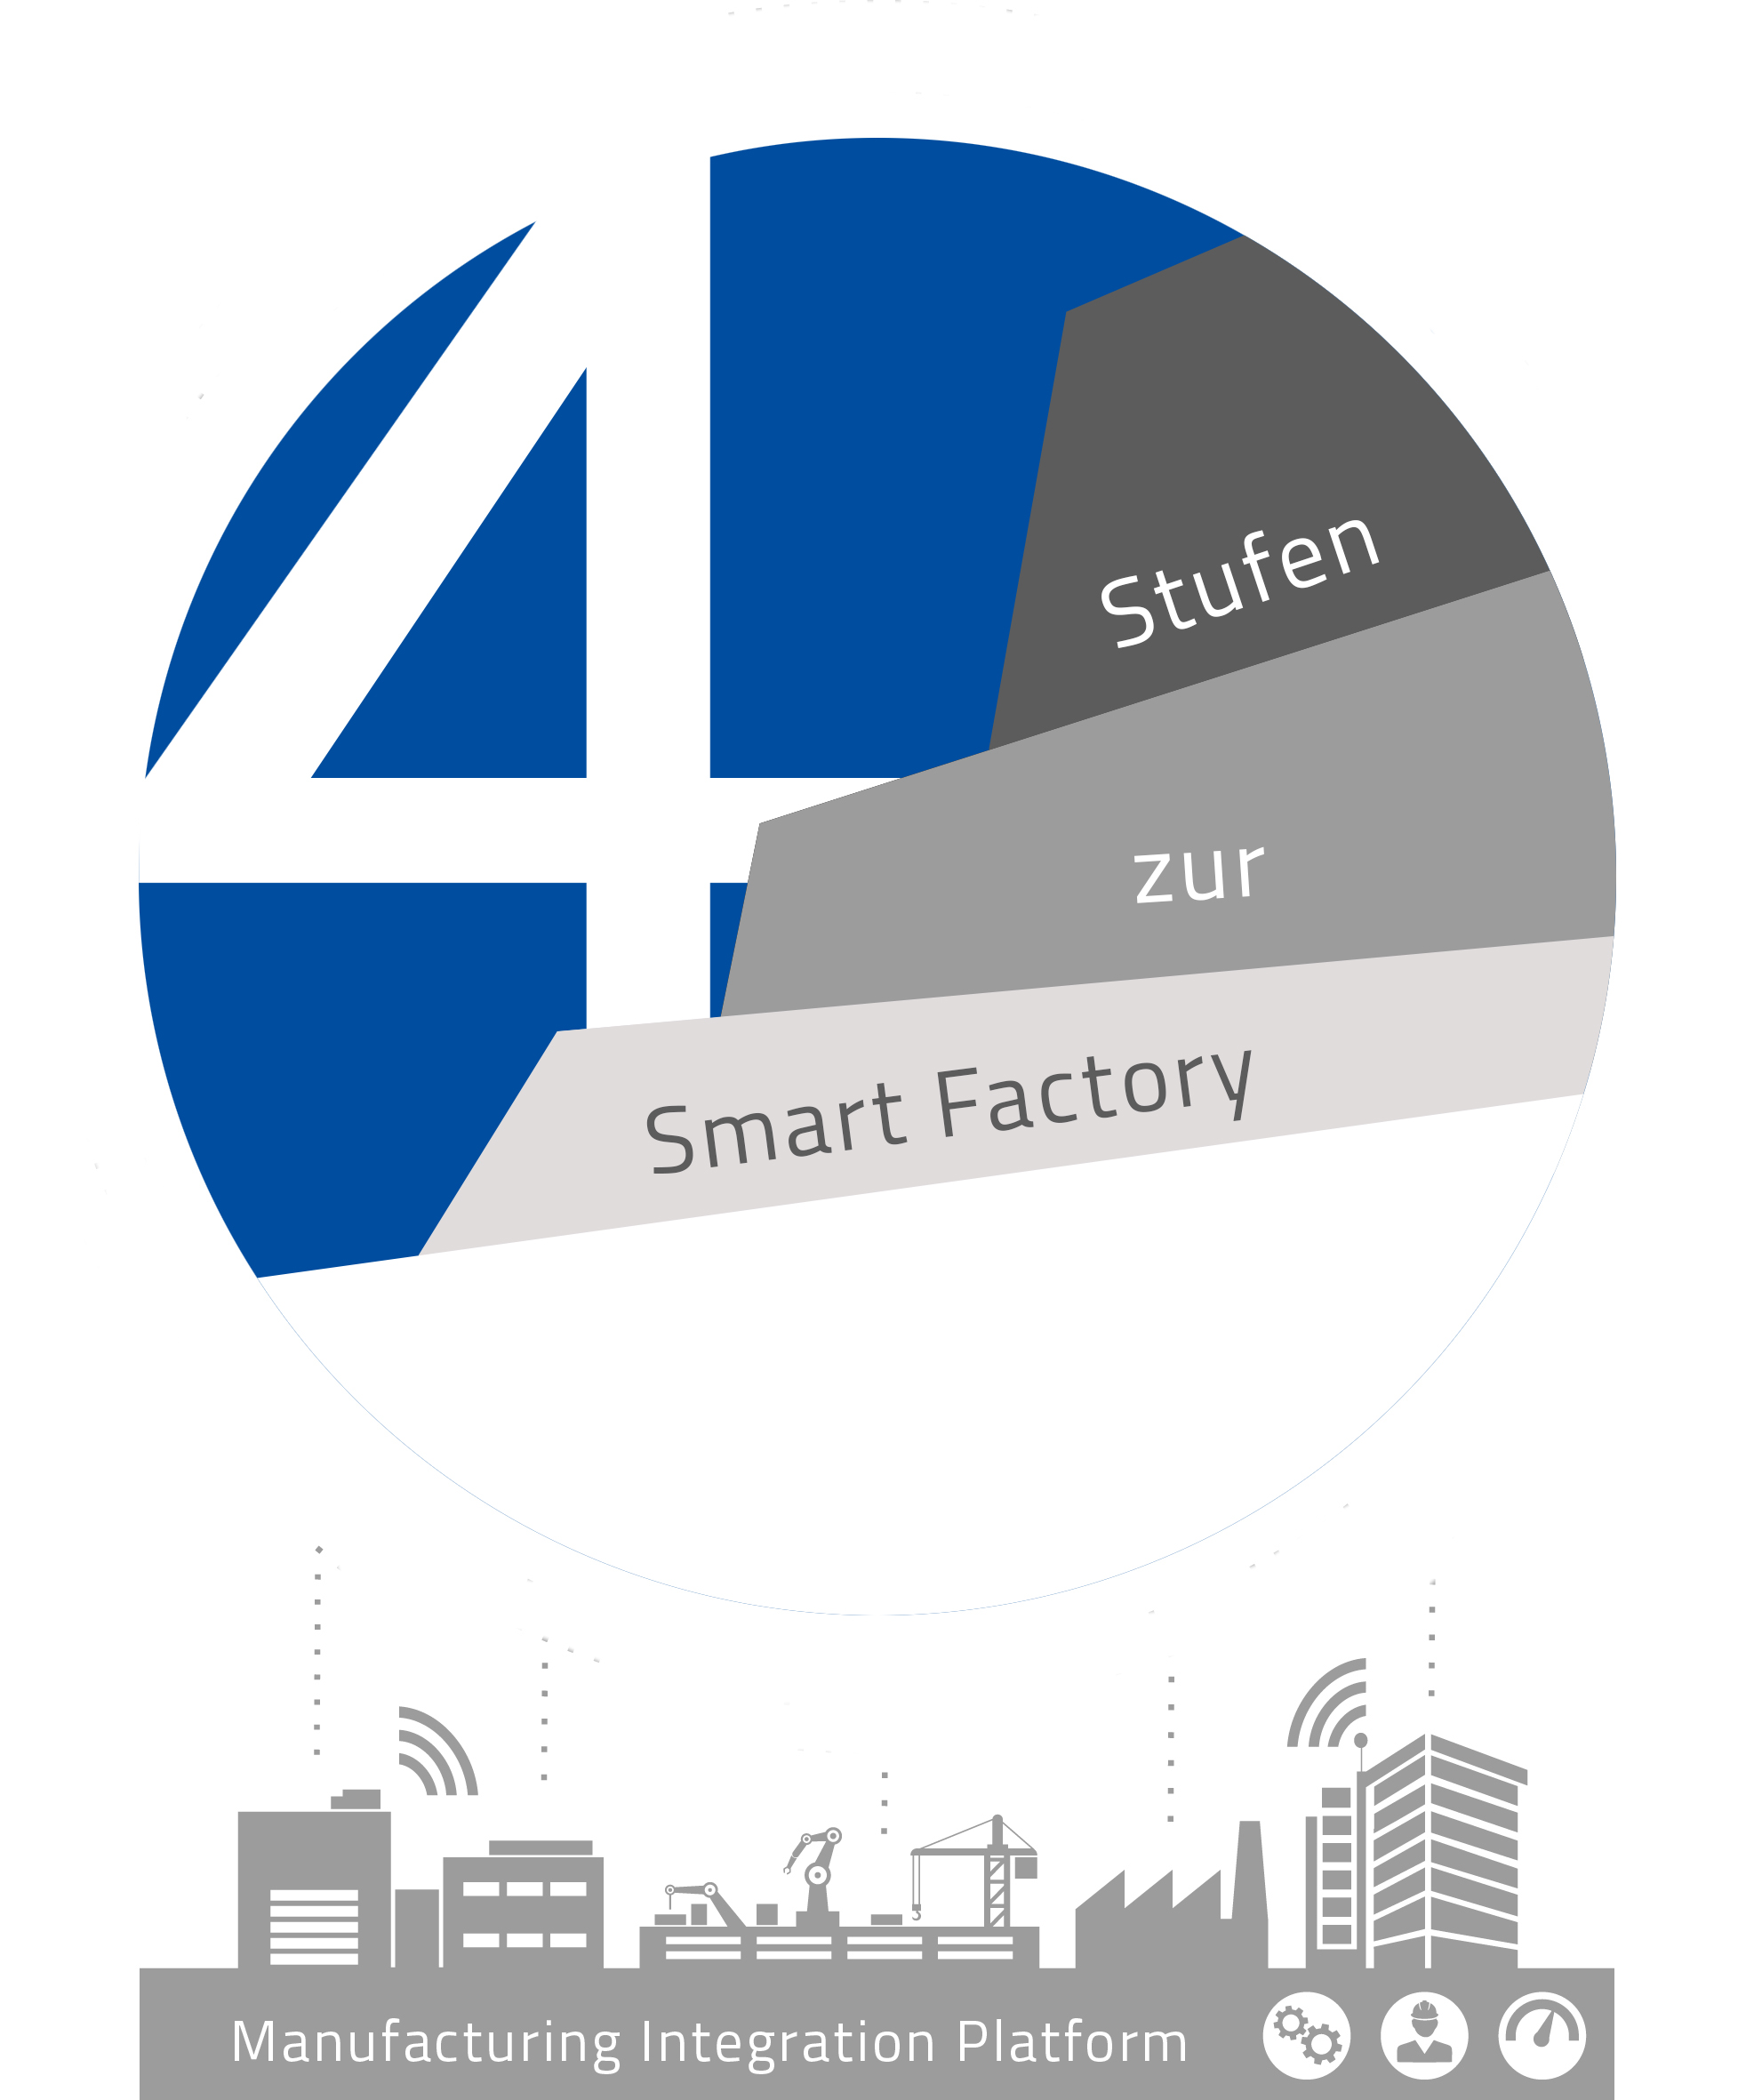 4
Stufen
zur
Smart Factory
Manufacturing Integration Platform